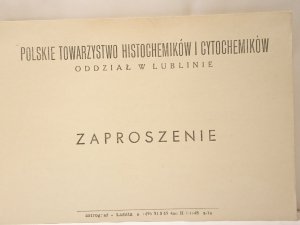 POLSKIE TOWARZYSTWO HISTOCHEMIKÓW I CYTOCHEMIKÓW
ODDZIAŁ W LUBLINIE
ZAPROSZENIE